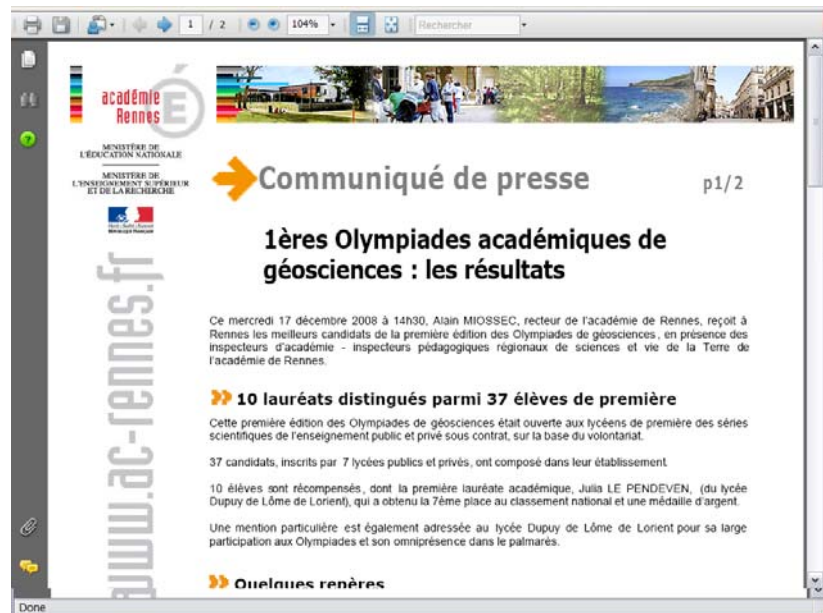 1 / 2
104%
Rechercher
académie
Rennes
É
MINISTÈRE DE
L'ÉDUCATION NATIONALE
MINISTÈRE DE
L'ENSEIGNEMENT SUPÉRIEUR
ET DE LA RECHERCHE
www.ac-rennes.fr
Communiqué de presse
p1/2
1ères Olympiades académiques de
géosciences : les résultats
Ce mercredi 17 décembre 2008 à 14h30, Alain MIOSSEC, recteur de l'académie de Rennes, reçoit à
Rennes les meilleurs candidats de la première édition des Olympiades de géosciences, en présence des
inspecteurs d'académie - inspecteurs pédagogiques régionaux de sciences et vie de la Terre de
l'académie de Rennes.
10 lauréats distingués parmi 37 élèves de première
Cette première édition des Olympiades de géosciences était ouverte aux lycéens de première des séries
scientifiques de l'enseignement public et privé sous contrat, sur la base du volontariat.
37 candidats, inscrits par 7 lycées publics et privés, ont composé dans leur établissement.
10 élèves sont récompensés, dont la première lauréate académique, Julia LE PENDEVEN, (du lycée
Dupuy de Lôme de Lorient), qui a obtenu la 7ème place au classement national et une médaille d'argent.
Une mention particulière est également adressée au lycée Dupuy de Lôme de Lorient pour sa large
participation aux Olympiades et son omniprésence dans le palmarès.
Quelques repères
Done